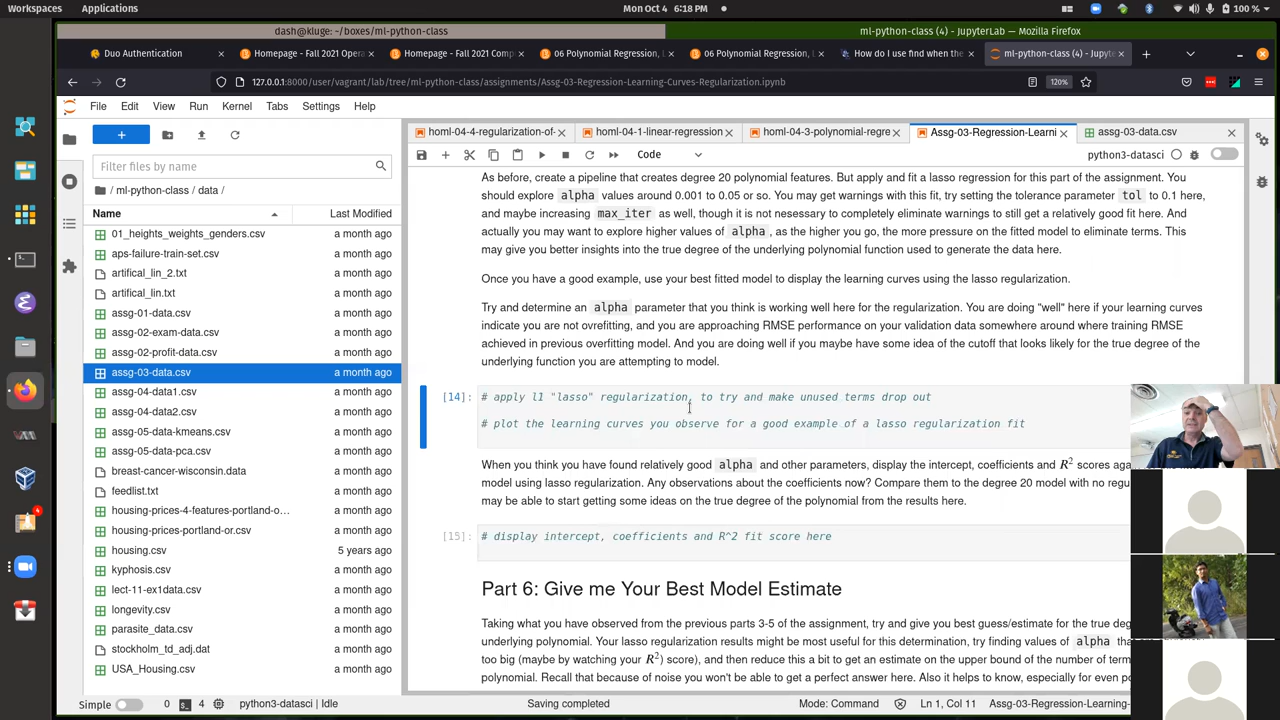 Workspaces
Applications
Mon Oct 4
6:18 PM
100 %
dash@kluge: ~/boxes/ml-python-class
ml-python-class (4) - JupyterLab — Mozilla Firefox
Duo Authentication
Homepage - Fall 2021 Opera
Homepage - Fall 2021 Comp
06 Polynomial Regression, L
06 Polynomial Regression, L
How do I use find when the
ml-python-class (4) - Jupyte
127.0.0.1:8000/user/vagrant/lab/tree/ml-python-class/assignments/Assg-03-Regression-Learning-Curves-Regularization.ipynb
120%
File Edit View Run Kernel Tabs Settings Help
Filter files by name
/ ml-python-class / data /
Name
Last Modified
01_heights_weights_genders.csv a month ago
aps-failure-train-set.csv a month ago
artifical_lin_2.txt a month ago
artifical_lin.txt a month ago
assg-01-data.csv a month ago
assg-02-exam-data.csv a month ago
assg-02-profit-data.csv a month ago
assg-03-data.csv a month ago
assg-04-data1.csv a month ago
assg-04-data2.csv a month ago
assg-05-data-kmeans.csv a month ago
assg-05-data-pca.csv a month ago
breast-cancer-wisconsin.data a month ago
feedlist.txt a month ago
housing-prices-4-features-portland-o... a month ago
housing-prices-portland-or.csv a month ago
housing.csv 5 years ago
kyphosis.csv a month ago
lect-11-ex1data.csv a month ago
longevity.csv a month ago
parasite_data.csv a month ago
stockholm_td_adj.dat a month ago
USA_Housing.csv a month ago
homl-04-4-regularization-of-
homl-04-1-linear-regression
homl-04-3-polynomial-regre
Assg-03-Regression-Learni
assg-03-data.csv
Code
python3-datasci
As before, create a pipeline that creates degree 20 polynomial features. But apply and fit a lasso regression for this part of the assignment. You
should explore alpha values around 0.001 to 0.05 or so. You may get warnings with this fit, try setting the tolerance parameter tol to 0.1 here,
and maybe increasing max_iter as well, though it is not nesessary to completely eliminate warnings to still get a relatively good fit here. And
actually you may want to explore higher values of alpha , as the higher you go, the more pressure on the fitted model to eliminate terms. This
may give you better insights into the true degree of the underlying polynomial function used to generate the data here.
Once you have a good example, use your best fitted model to display the learning curves using the lasso regularization.
Try and determine an alpha parameter that you think is working well here for the regularization. You are doing "well" here if your learning curves
indicate you are not ovrefitting, and you are approaching RMSE performance on your validation data somewhere around where training RMSE
achieved in previous overfitting model. And you are doing well if you maybe have some idea of the cutoff that looks likely for the true degree of the
underlying function you are attempting to model.
[14]: # apply l1 "lasso" regularization, to try and make unused terms drop out
# plot the learning curves you observe for a good example of a lasso regularization fit
When you think you have found relatively good alpha and other parameters, display the intercept, coefficients and R² scores aga
model using lasso regularization. Any observations about the coefficients now? Compare them to the degree 20 model with no regu
may be able to start getting some ideas on the true degree of the polynomial from the results here.
[15]: # display intercept, coefficients and R^2 fit score here
Part 6: Give me Your Best Model Estimate
Taking what you have observed from the previous parts 3-5 of the assignment, try and give you best guess/estimate for the true deg
underlying polynomial. Your lasso regularization results might be most useful for this determination, try finding values of alpha
too big (maybe by watching your R²) score), and then reduce this a bit to get an estimate on the upper bound of the number of term
polynomial. Recall that because of noise you won't be able to get a perfect answer here. Also it helps to know, especially for even po
Simple
0
4
python3-datasci | Idle
Saving completed
Mode: Command
Ln 1, Col 11
Assg-03-Regression-Learning-